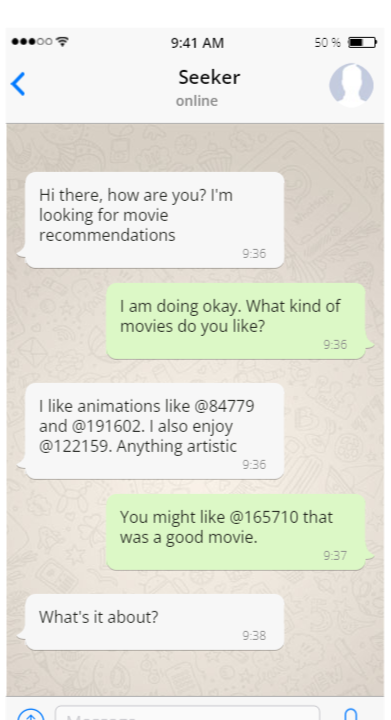 9:41 AM
50 %
Seeker
online
Hi there, how are you? I'm
looking for movie
recommendations
9:36
I am doing okay. What kind of
movies do you like?
9:36
I like animations like @84779
and @191602. I also enjoy
@122159. Anything artistic
9:36
You might like @165710 that
was a good movie.
9:37
What's it about?
9:38
Message